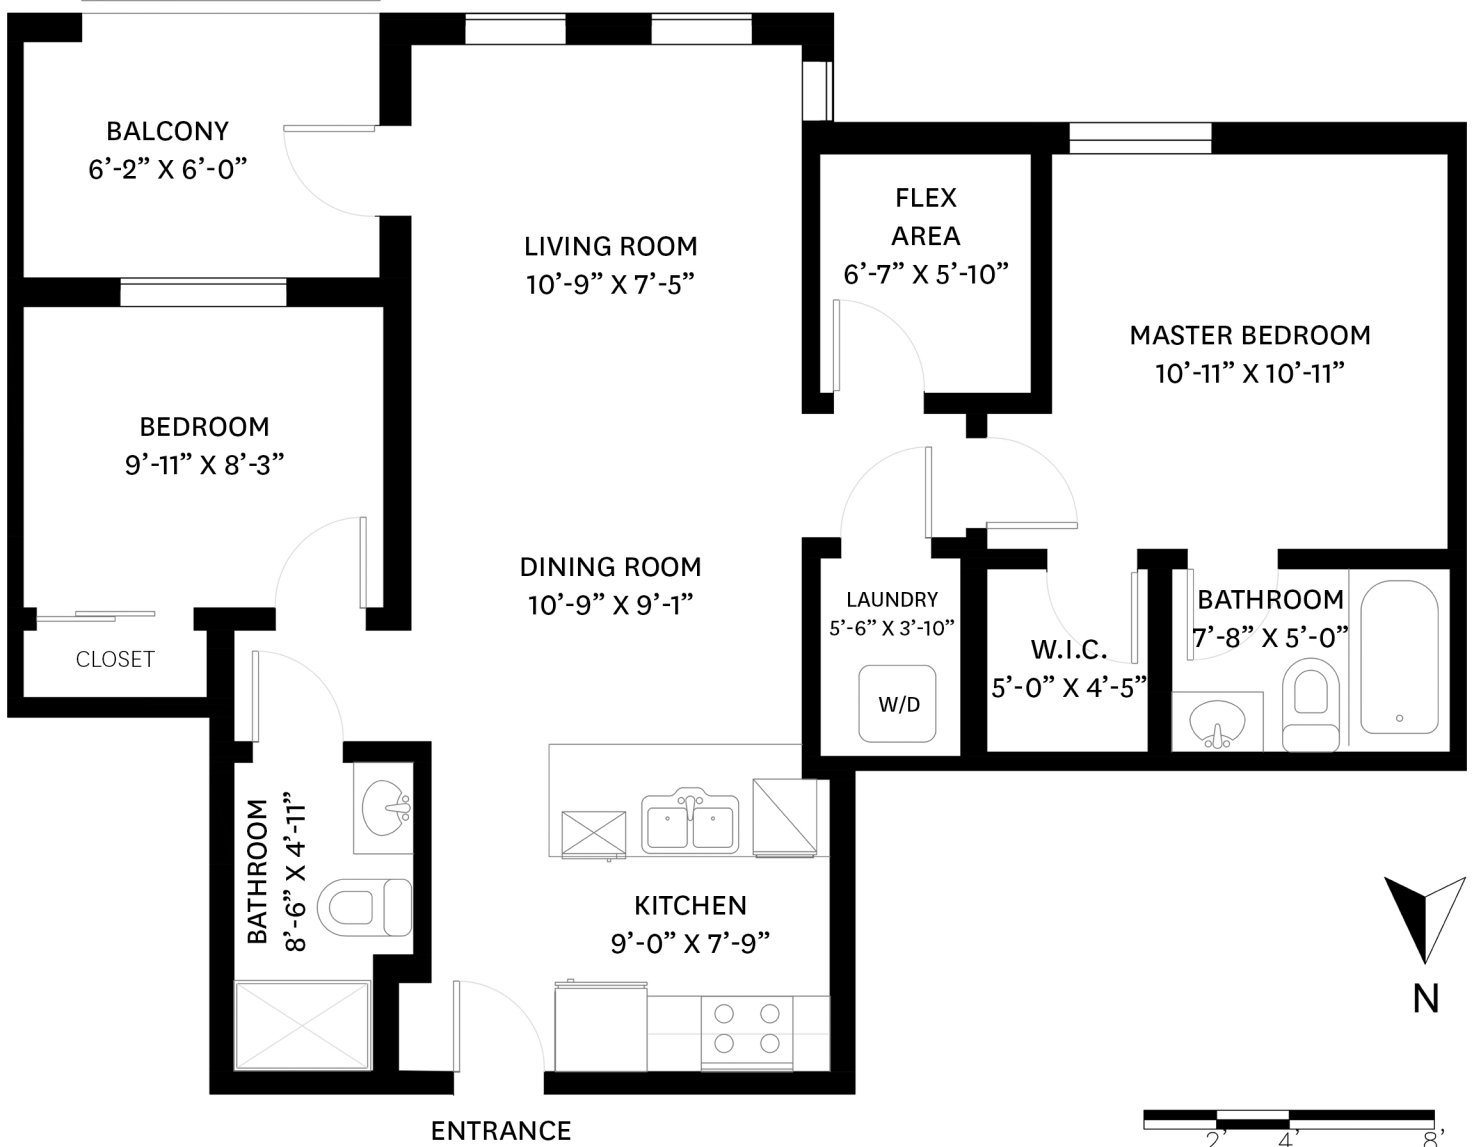 BALCONY
6’-2” X 6’-0”
FLEX
AREA
6’-7” X 5’-10”
LIVING ROOM
10’-9” X 7’-5”
MASTER BEDROOM
10’-11” X 10’-11”
BEDROOM
9’-11” X 8’-3”
DINING ROOM
10’-9” X 9’-1”
LAUNDRY
5’-6” X 3’-10”
W/D
W.I.C.
5’-0” X 4’-5”
BATHROOM
7’-8” X 5’-0”
CLOSET
BATHROOM
8’-6” X 4’-11”
KITCHEN
9’-0” X 7’-9”
N
ENTRANCE
2’ 4’ 8’